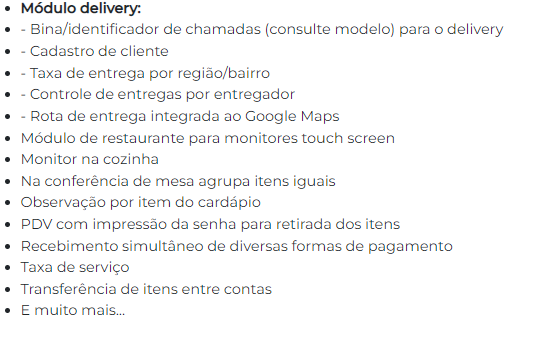 • Módulo delivery:
• - Bina/identificador de chamadas (consulte modelo) para o delivery
• - Cadastro de cliente
• - Taxa de entrega por região/bairro
• - Controle de entregas por entregador
• - Rota de entrega integrada ao Google Maps
• Módulo de restaurante para monitores touch screen
• Monitor na cozinha
• Na conferência de mesa agrupa itens iguais
• Observação por item do cardápio
• PDV com impressão da senha para retirada dos itens
• Recebimento simultâneo de diversas formas de pagamento
• Taxa de serviço
• Transferência de itens entre contas
• E muito mais...